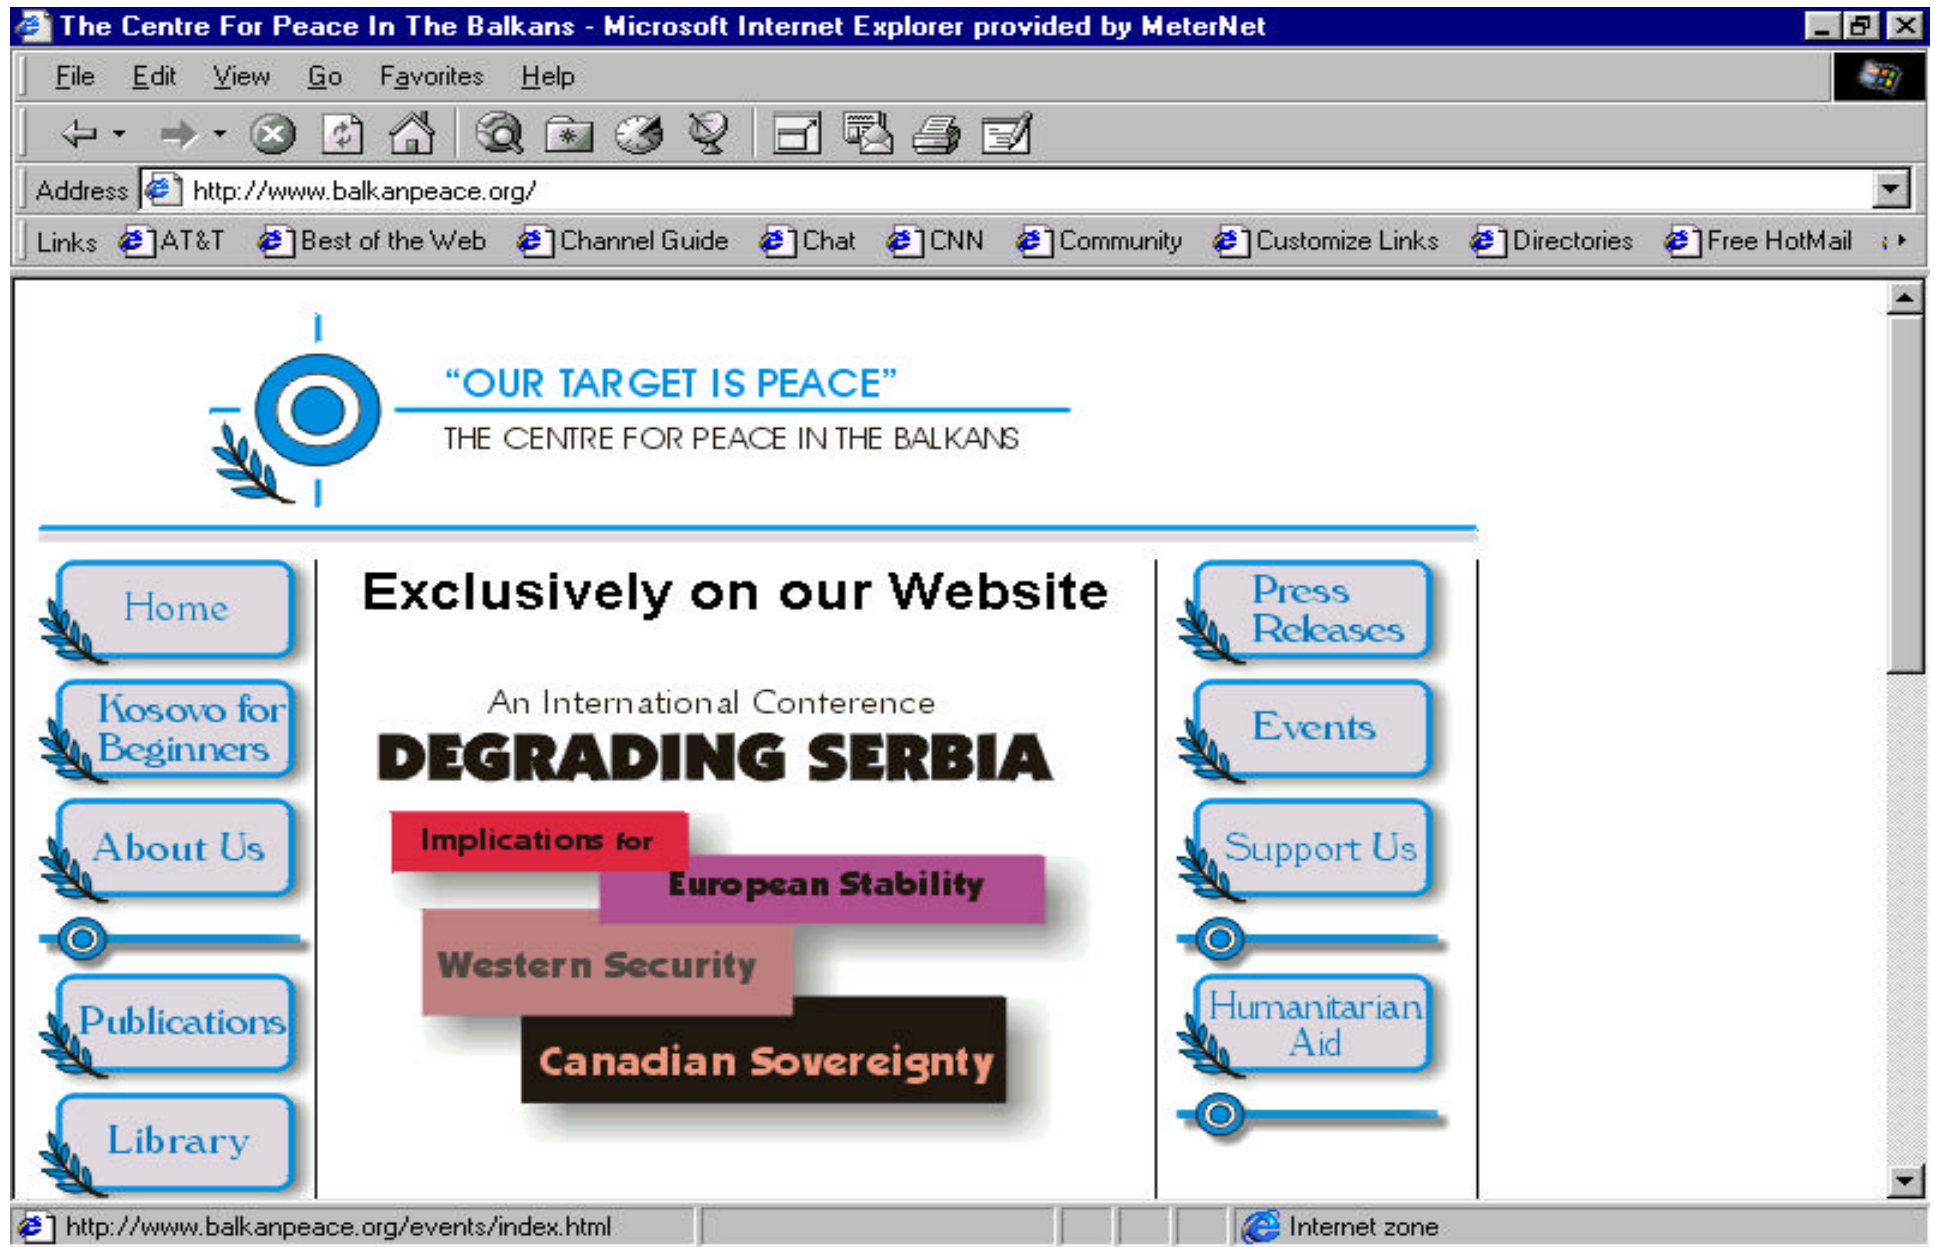 The Centre For Peace In The Balkans - Microsoft Internet Explorer provided by MeterNet
File Edit View Go Favorites Help
Address http://www.balkanpeace.org/
Links AT&T Best of the Web Channel Guide Chat CNN Community Customize Links Directories Free HotMail
“OUR TARGET IS PEACE”
THE CENTRE FOR PEACE IN THE BALKANS
Home
Kosovo for
Beginners
About Us
Publications
Library
Exclusively on our Website
An International Conference
DEGRADING SERBIA
Implications for
European Stability
Western Security
Canadian Sovereignty
Press
Releases
Events
Support Us
Humanitarian
Aid
http://www.balkanpeace.org/events/index.html
Internet zone